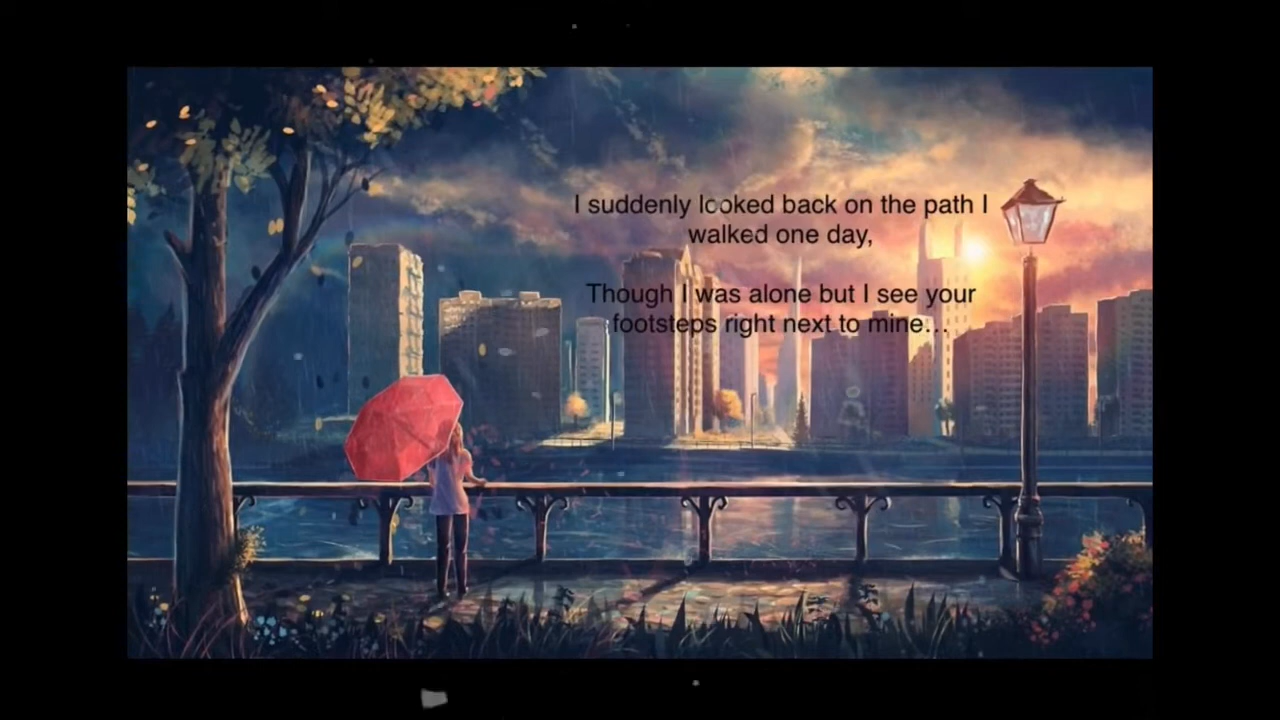 I suddenly looked back on the path I
walked one day,
Though I was alone but I see your
footsteps right next to mine...